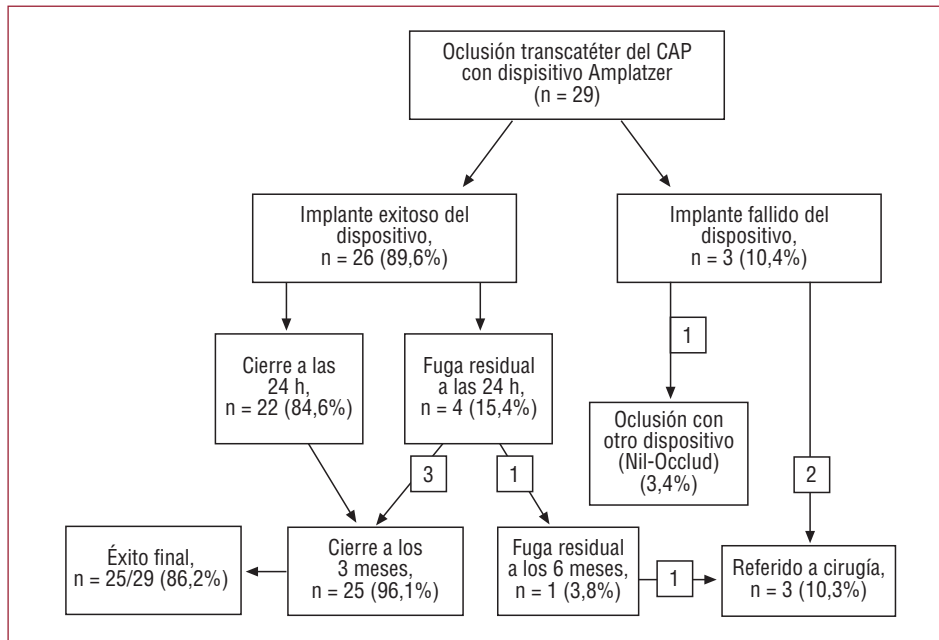 Oclusión transcatéter del CAP
con dispisitivo Amplatzer
(n = 29)
Implante exitoso del
dispositivo,
n = 26 (89,6%)
Implante fallido del
dispositivo,
n = 3 (10,4%)
1
Cierre a las
24 h,
n = 22 (84,6%)
Fuga residual
a las 24 h,
n = 4 (15,4%)
Oclusión con
otro dispositivo
(Nil-Occlud)
(3,4%)
3
1
2
Éxito final,
n = 25/29 (86,2%)
Cierre a los
3 meses,
n = 25 (96,1%)
Fuga residual
a los 6 meses,
n = 1 (3,8%)
1
Referido a cirugía,
n = 3 (10,3%)